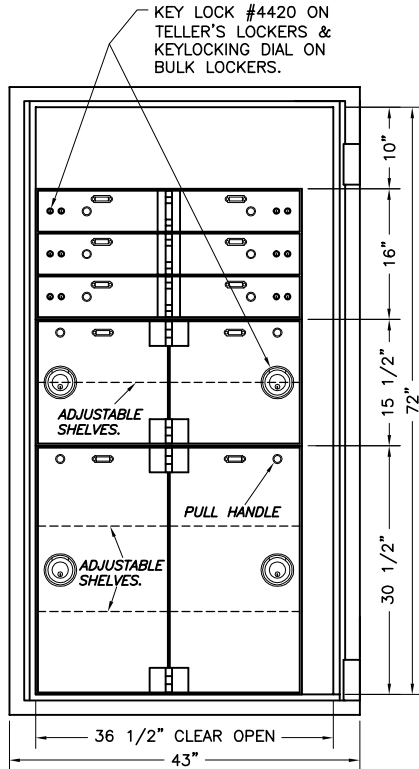 KEY LOCK #4420 ON
TELLER'S LOCKERS &
KEYLOCKING DIAL ON
BULK LOCKERS.
10"
16"
15 1/2"
72"
ADJUSTABLE
SHELVES.
PULL HANDLE
ADJUSTABLE
SHELVES.
30 1/2"
36 1/2" CLEAR OPEN
43"